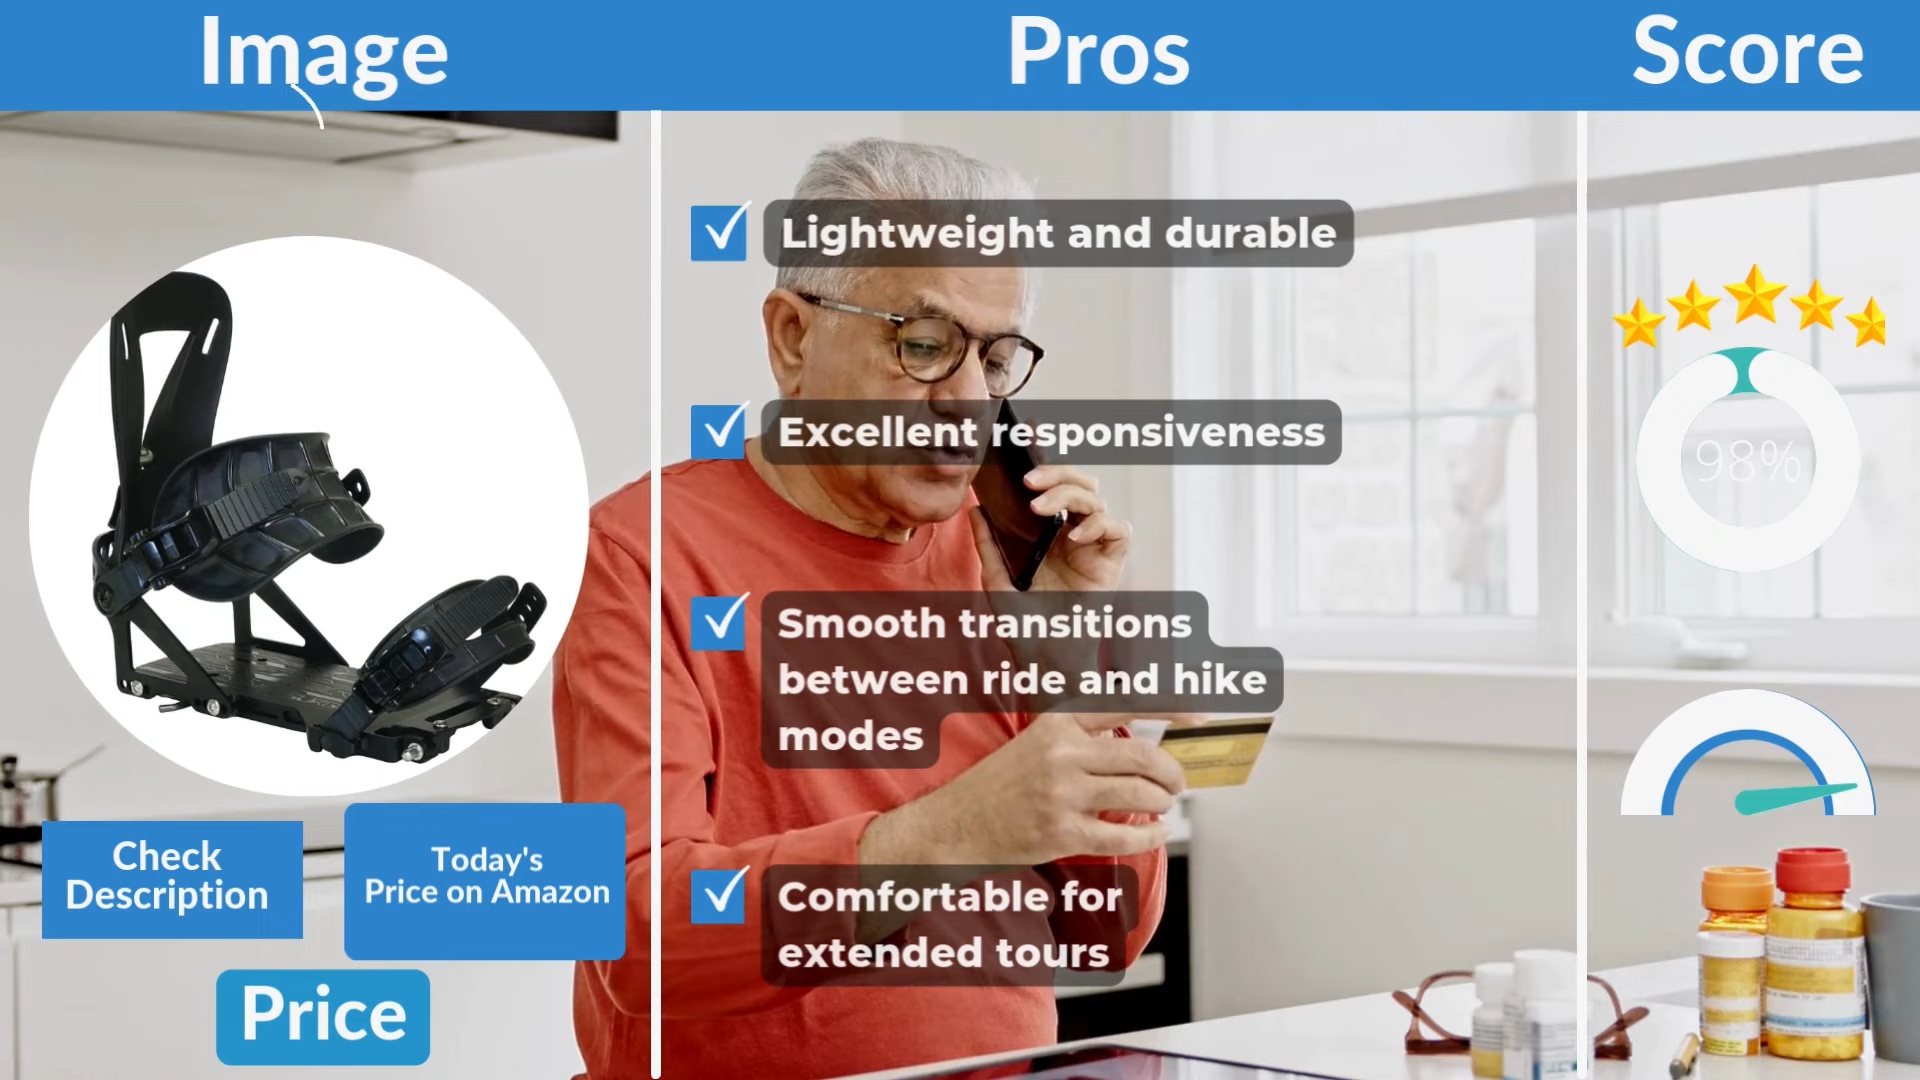 Image
Pros
Score
Lightweight and durable
Excellent responsiveness
Smooth transitions
between ride and hike
modes
Comfortable for
extended tours
98%
Check
Description
Today's
Price on Amazon
Price